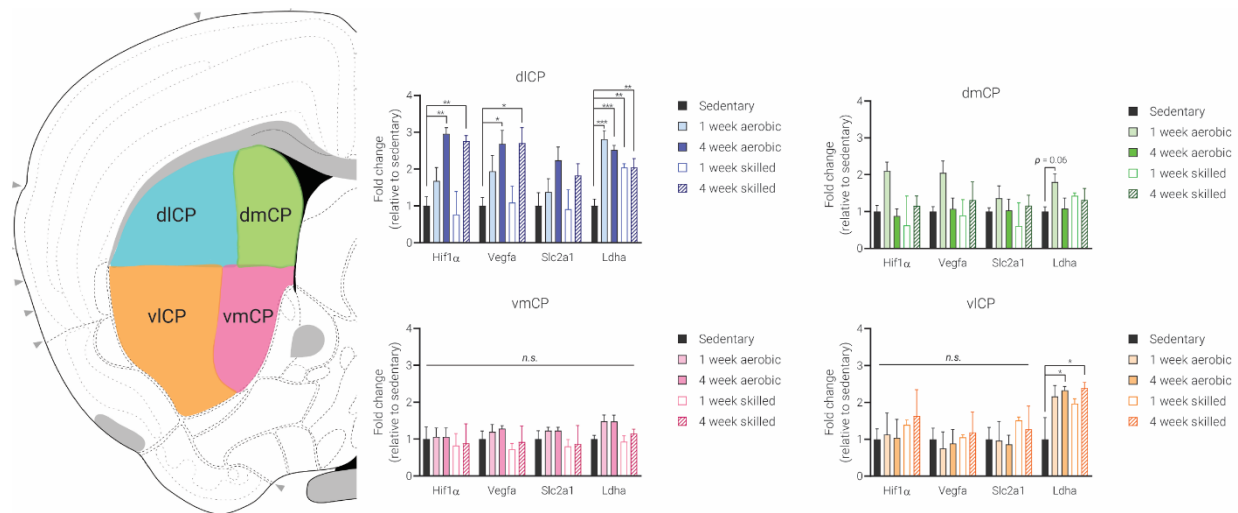 dlCP
dmCP
vlCP
vmCP
dlCP
Fold change
(relative to sedentary)
4
3
2
1
0
**
**
*
*
**
**
***
***
Hif1α Vegfa Slc2a1 Ldha
Sedentary
1 week aerobic
4 week aerobic
1 week skilled
4 week skilled
dmCP
Fold change
(relative to sedentary)
4
3
2
1
0
p = 0.06
Hif1α Vegfa Slc2a1 Ldha
Sedentary
1 week aerobic
4 week aerobic
1 week skilled
4 week skilled
vmCP
Fold change
(relative to sedentary)
4
3
2
1
0
n.s.
Hif1α Vegfa Slc2a1 Ldha
Sedentary
1 week aerobic
4 week aerobic
1 week skilled
4 week skilled
vlCP
Fold change
(relative to sedentary)
4
3
2
1
0
n.s.
*
*
Hif1α Vegfa Slc2a1 Ldha
Sedentary
1 week aerobic
4 week aerobic
1 week skilled
4 week skilled